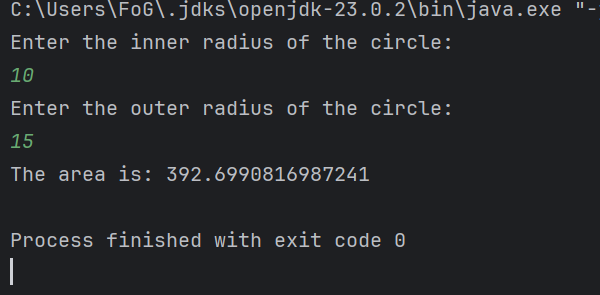 C:\Users\FoG\.jdks\openjdk-23.0.2\bin\java.exe "-
Enter the inner radius of the circle:
10
Enter the outer radius of the circle:
15
The area is: 392.6990816987241
Process finished with exit code 0